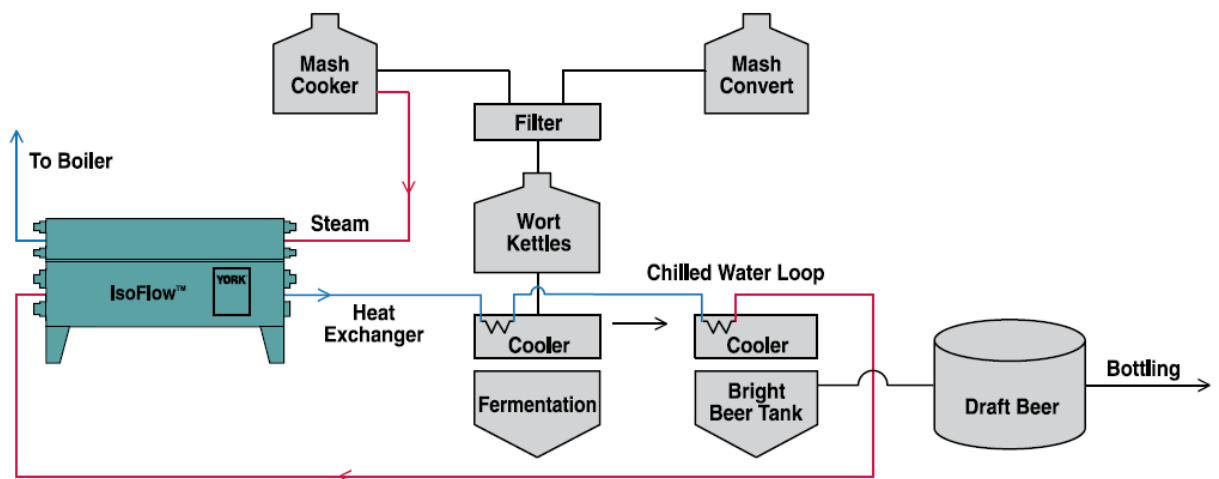 Mash
Cooker
Mash
Convert
Filter
To Boiler
Steam
Wort
Kettles
Chilled Water Loop
YORK
IsoFlow™
Heat
Exchanger
Cooler
Cooler
Fermentation
Bright
Beer Tank
Draft Beer
Bottling